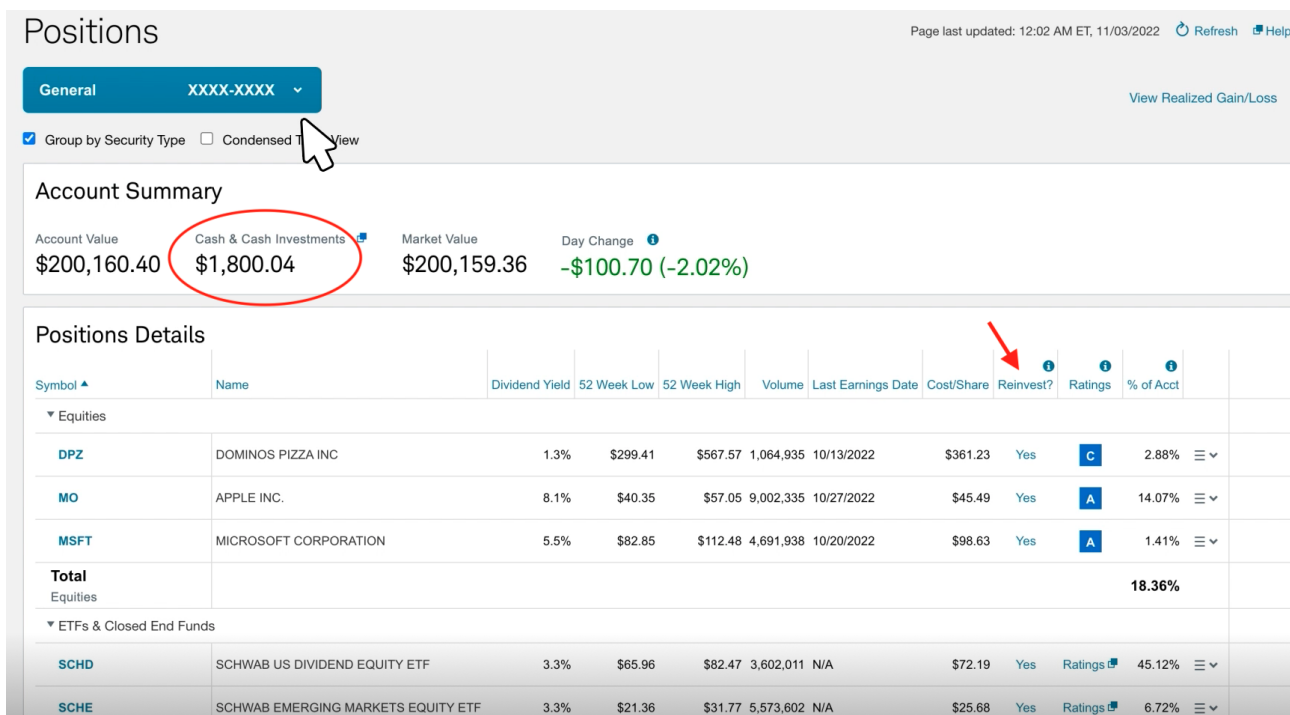 Positions
Page last updated: 12:02 AM ET, 11/03/2022 Refresh Help
General XXXX-XXXX
View Realized Gain/Loss
Group by Security Type Condensed View
Account Summary
Account Value Cash & Cash Investments Market Value Day Change
$200,160.40 $1,800.04 $200,159.36 -$100.70 (-2.02%)
Positions Details
Symbol Name Dividend Yield 52 Week Low 52 Week High Volume Last Earnings Date Cost/Share Reinvest? Ratings % of Acct
Equities
DPZ DOMINOS PIZZA INC 1.3% $299.41 $567.57 1,064,935 10/13/2022 $361.23 Yes C 2.88%
MO APPLE INC. 8.1% $40.35 $57.05 9,002,335 10/27/2022 $45.49 Yes A 14.07%
MSFT MICROSOFT CORPORATION 5.5% $82.85 $112.48 4,691,938 10/20/2022 $98.63 Yes A 1.41%
Total
Equities 18.36%
ETFs & Closed End Funds
SCHD SCHWAB US DIVIDEND EQUITY ETF 3.3% $65.96 $82.47 3,602,011 N/A $72.19 Yes Ratings 45.12%
SCHE SCHWAB EMERGING MARKETS EQUITY ETF 3.3% $21.36 $31.77 5,573,602 N/A $25.68 Yes Ratings 6.72%